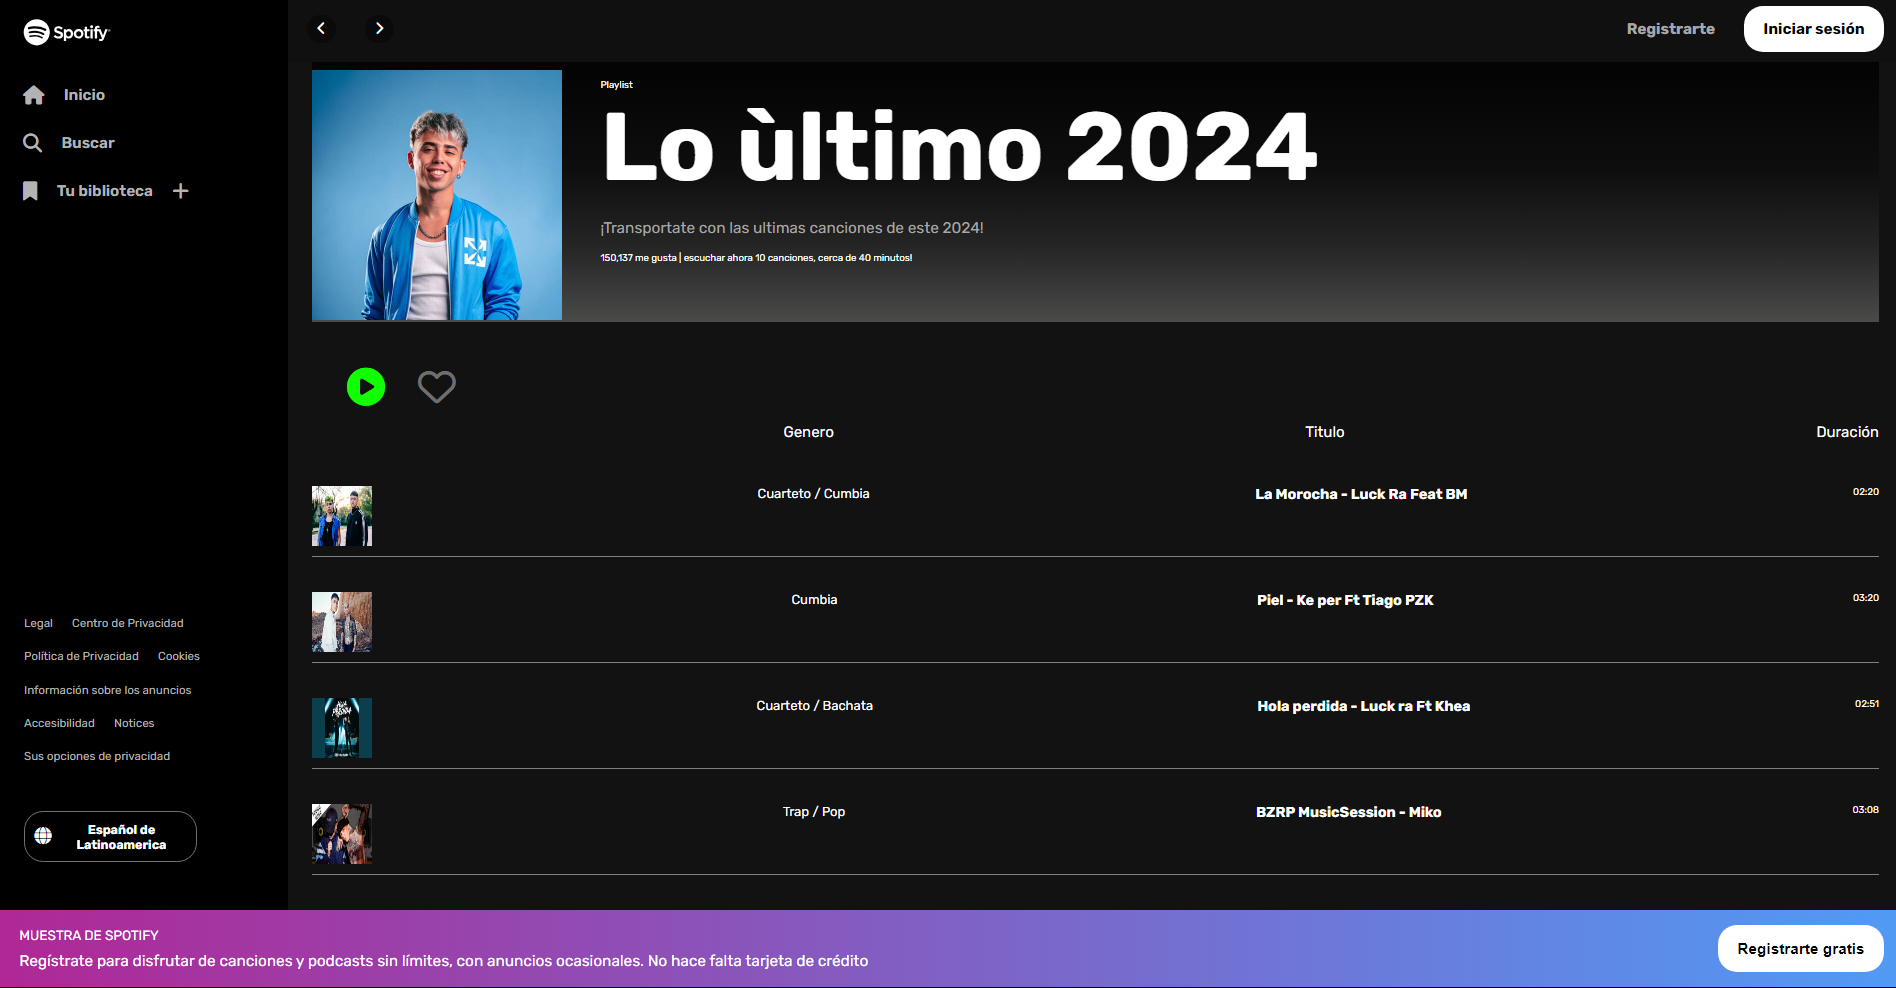 Spotify
Inicio
Buscar
Tu biblioteca
Legal Centro de Privacidad
Política de Privacidad Cookies
Información sobre los anuncios
Accesibilidad Notices
Sus opciones de privacidad
Español de
Latinoamerica
Registrarte Iniciar sesión
Playlist
Lo ùltimo 2024
¡Transportate con las ultimas canciones de este 2024!
150,137 me gusta | escuchar ahora 10 canciones, cerca de 40 minutos!
Genero Titulo Duración
Cuarteto / Cumbia La Morocha - Luck Ra Feat BM 02:20
Cumbia Piel - Ke per Ft Tiago PZK 03:20
Cuarteto / Bachata Hola perdida - Luck ra Ft Khea 02:51
Trap / Pop BZRP MusicSession - Miko 03:08
MUESTRA DE SPOTIFY
Regístrate para disfrutar de canciones y podcasts sin límites, con anuncios ocasionales. No hace falta tarjeta de crédito
Registrarte gratis